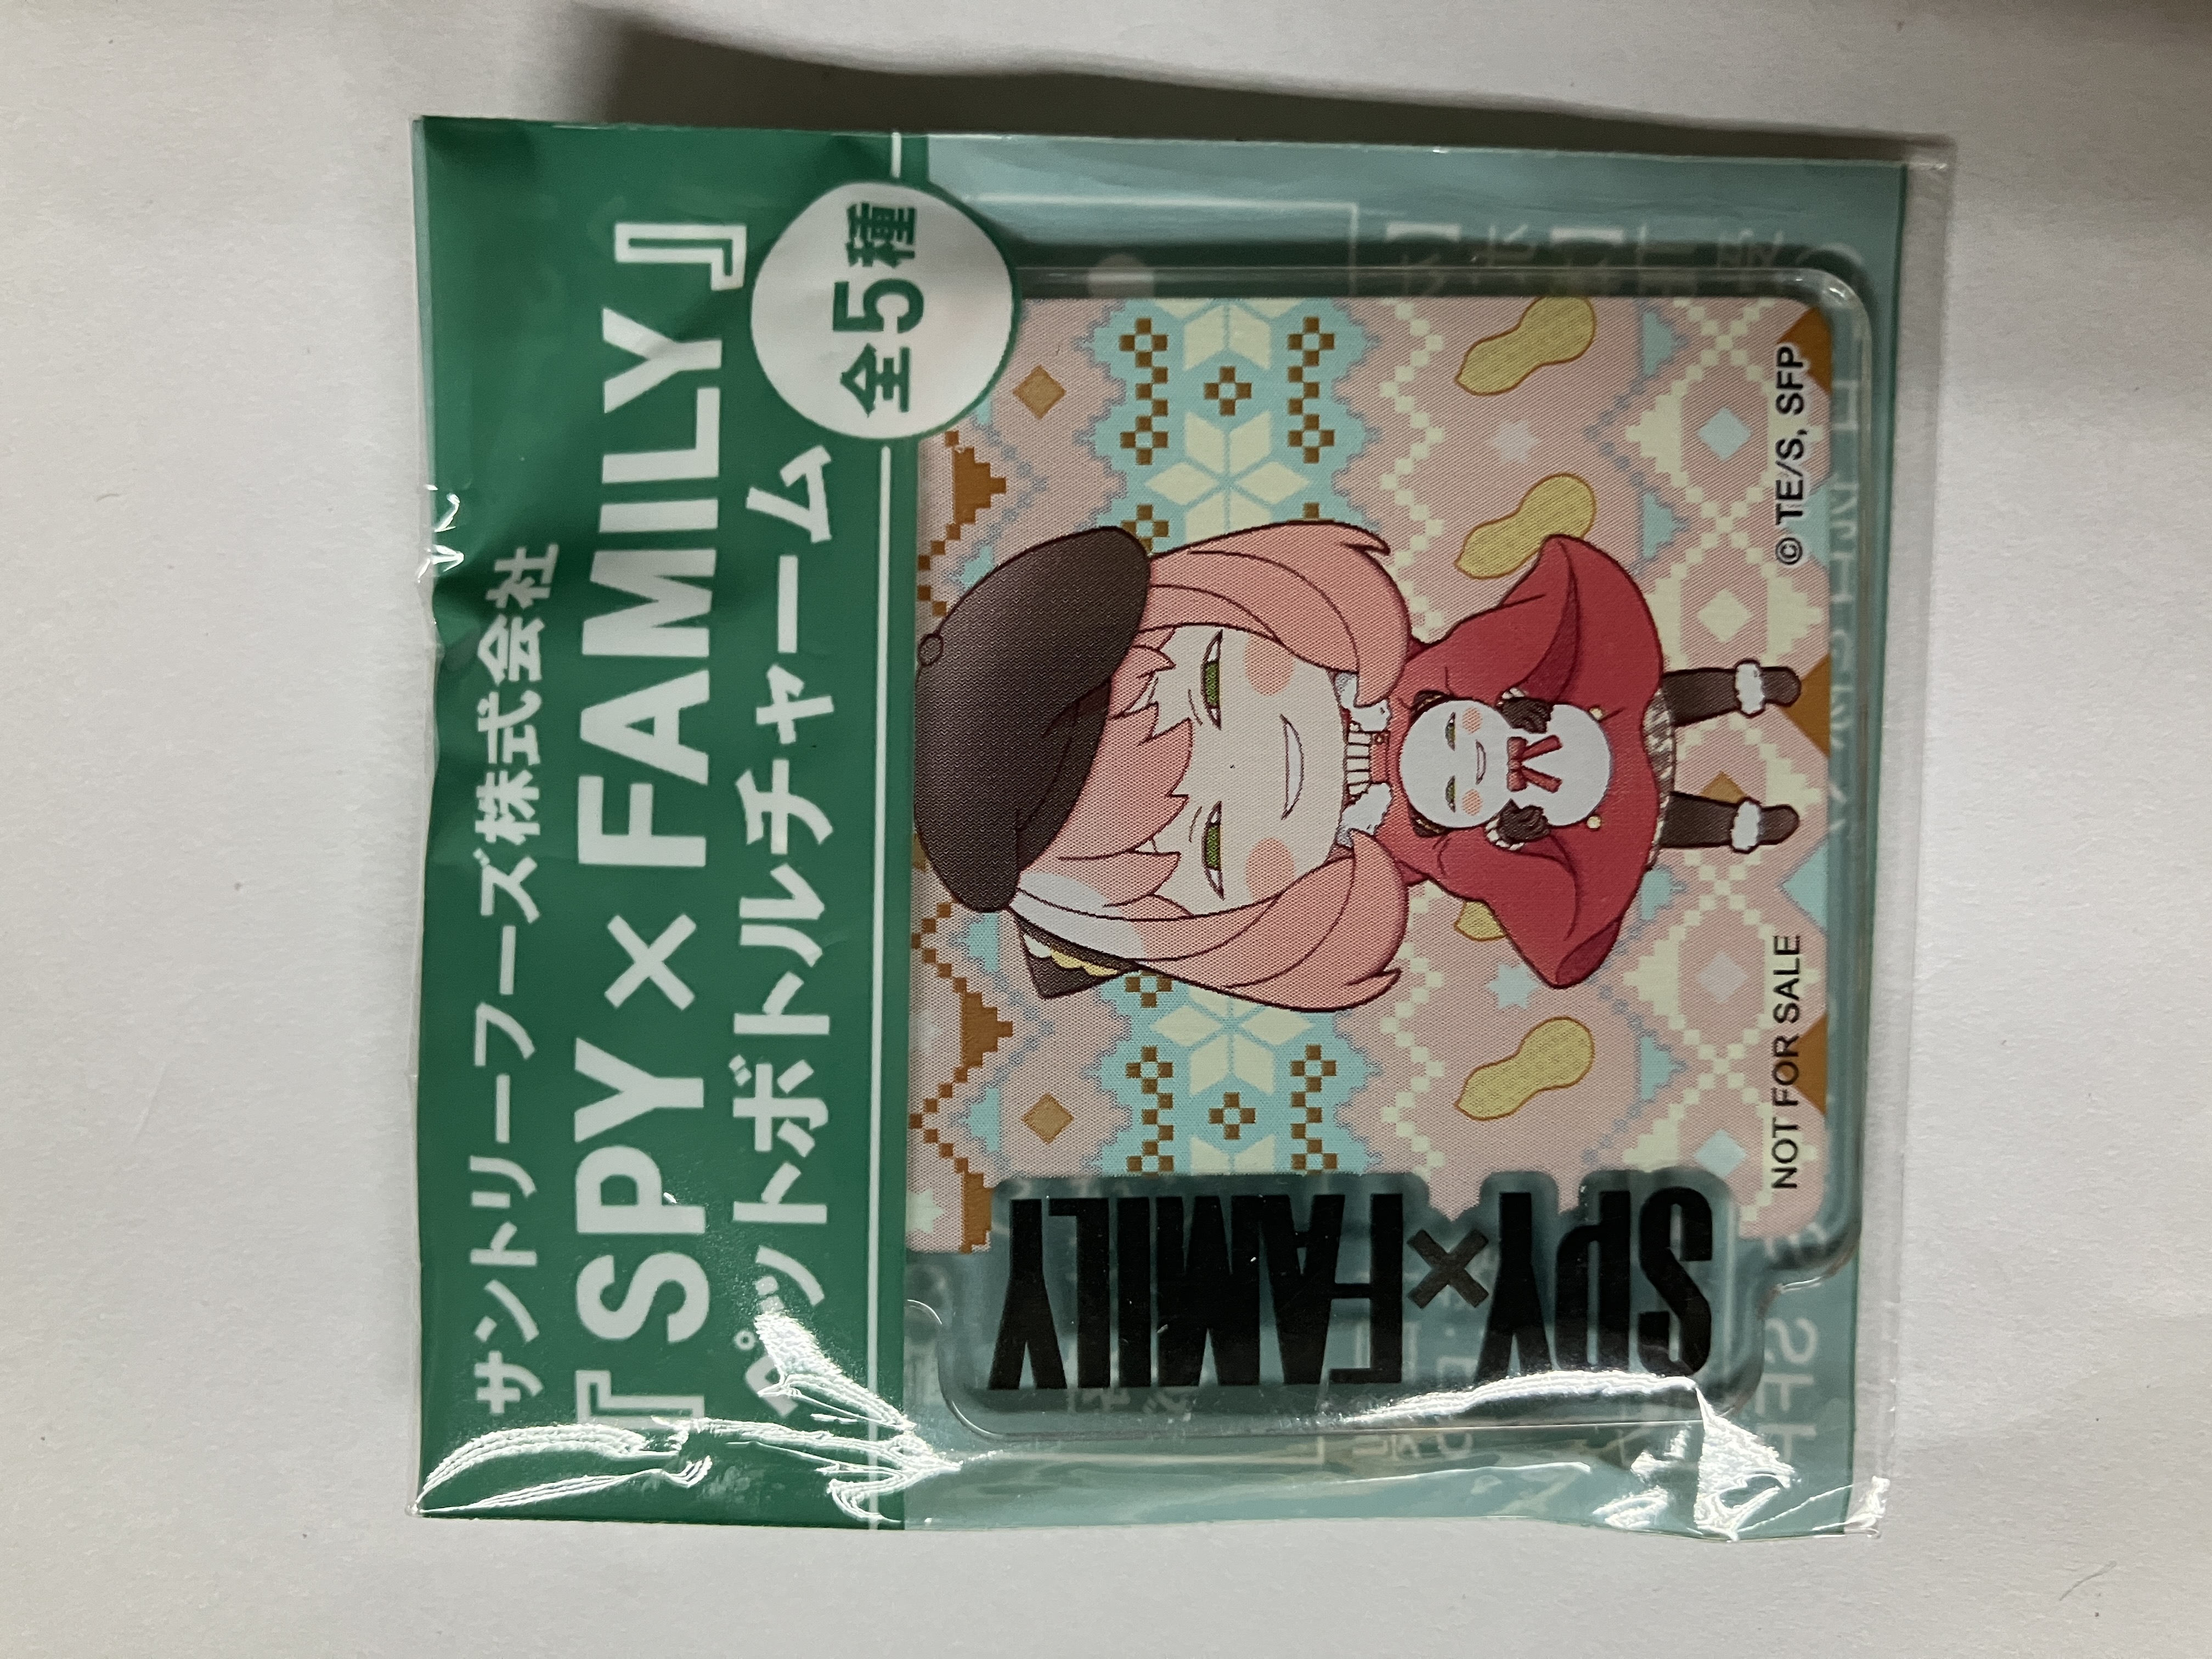 サントリーフーズ株式会社
『SPY×FAMILY』
ペットボトルチャーム
全5種
SPY×FAMILY
NOT FOR SALE
© TE/S, SFP